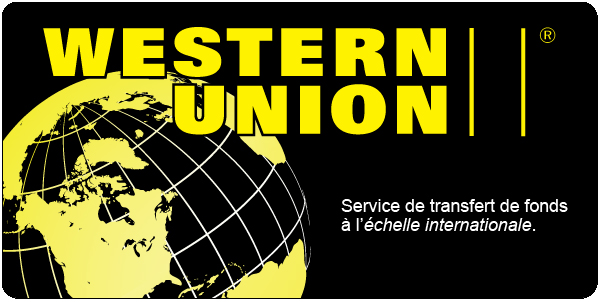 WESTERN
UNION
®
Service de transfert de fonds
à l'échelle internationale.